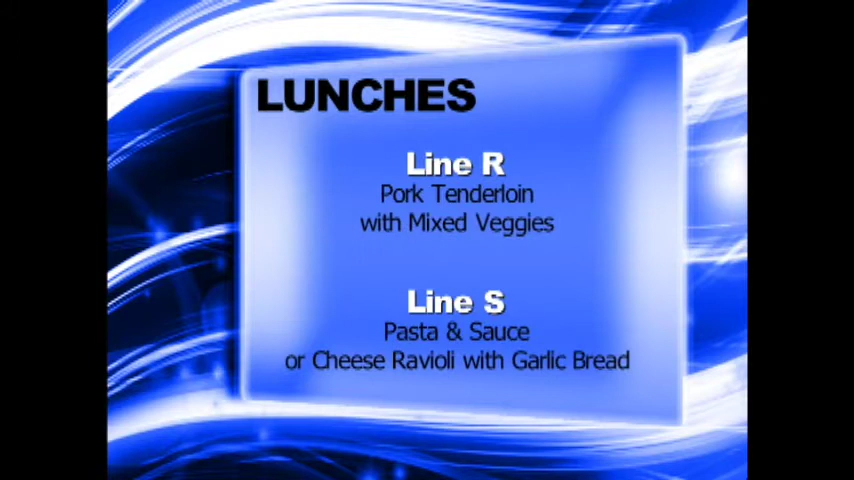 LUNCHES
Line R
Pork Tenderloin
with Mixed Veggies
Line S
Pasta & Sauce
or Cheese Ravioli with Garlic Bread